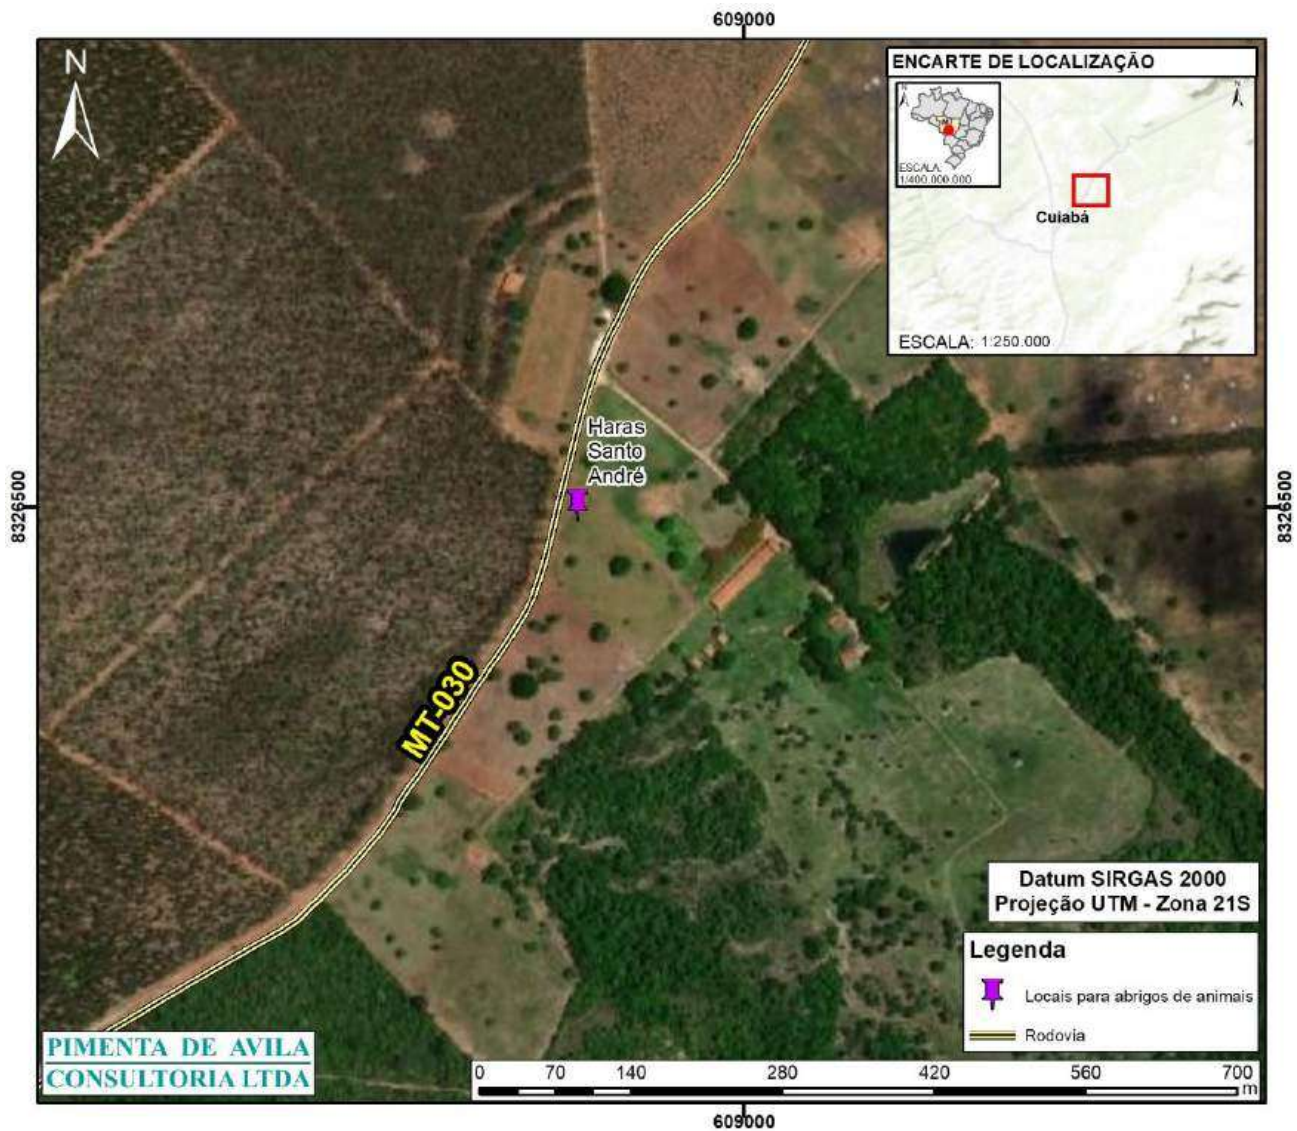 609000
N
ENCARTE DE LOCALIZAÇÃO
ESCALA:
1/400.000.000
Cuiabá
ESCALA: 1:250.000
Haras
Santo
André
8326500
8326500
MT-030
Datum SIRGAS 2000
Projeção UTM - Zona 21S
Legenda
Locais para abrigos de animais
Rodovia
PIMENTA DE AVILA
CONSULTORIA LTDA
0 70 140 280 420 560 700
m
609000